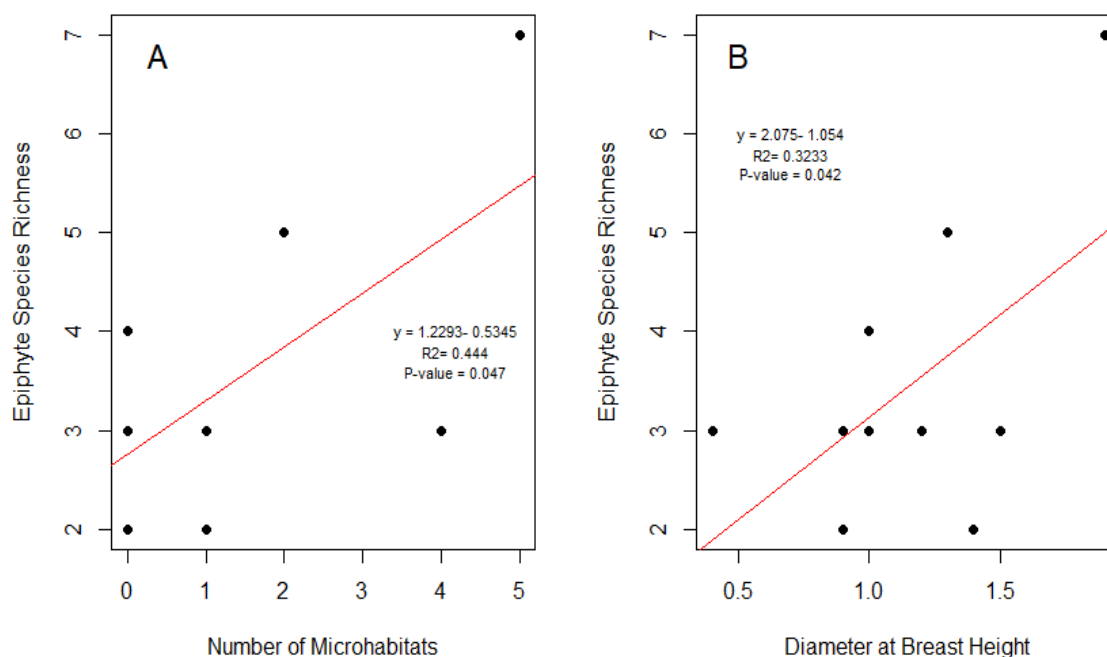 A
Epiphyte Species Richness
7
6
5
4
3
2
y = 1.2293- 0.5345
R2= 0.444
P-value = 0.047
0 1 2 3 4 5
Number of Microhabitats
B
Epiphyte Species Richness
7
6
5
4
3
2
y = 2.075- 1.054
R2= 0.3233
P-value = 0.042
0.5 1.0 1.5
Diameter at Breast Height